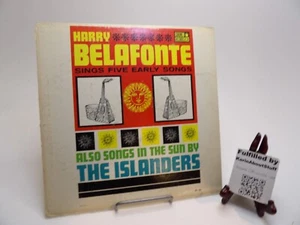 HARRY
BELAFONTE
SINGS FIVE EARLY SONGS
ALSO SONGS IN THE SUN BY
THE ISLANDERS
Fulfilled by